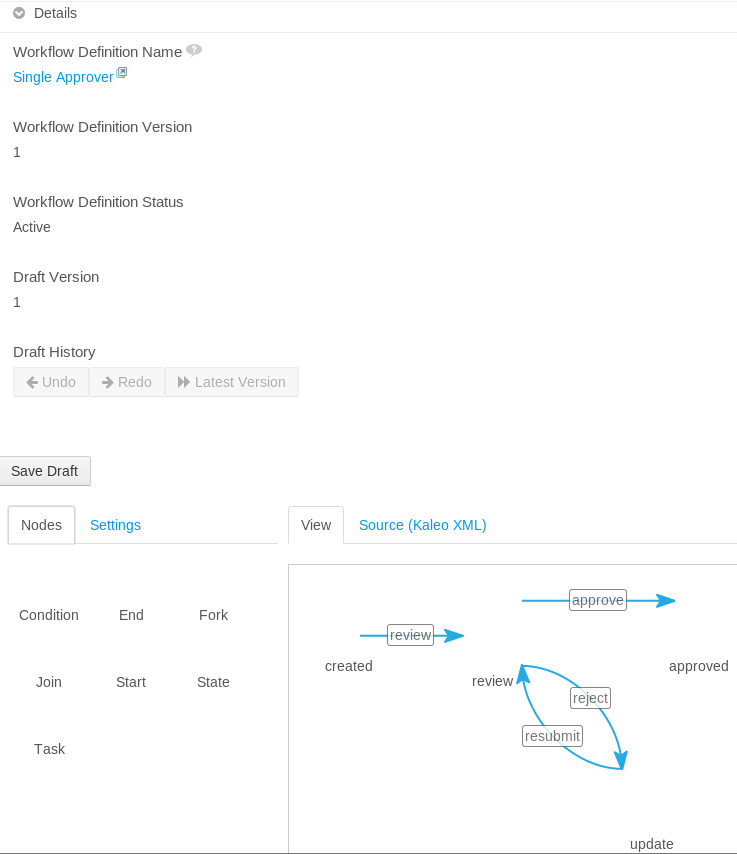 Details
Workflow Definition Name
Single Approver
Workflow Definition Version
1
Workflow Definition Status
Active
Draft Version
1
Draft History
Undo Redo Latest Version
Save Draft
Nodes Settings View Source (Kaleo XML)
approve
Condition End Fork
review
created approved
review
Join Start State
reject
resubmit
Task
update